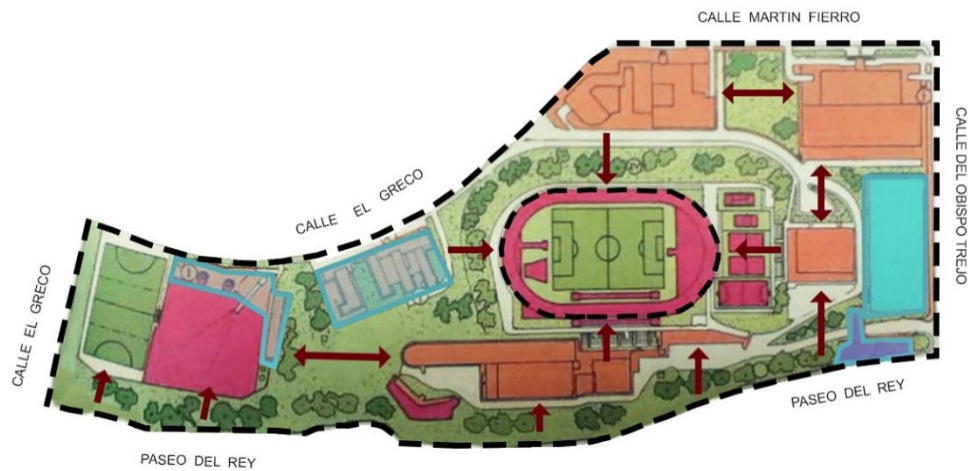 CALLE MARTIN FIERRO
CALLE EL GRECO
CALLE DEL OBISPO TREJO
CALLE EL GRECO
PASEO DEL REY
PASEO DEL REY